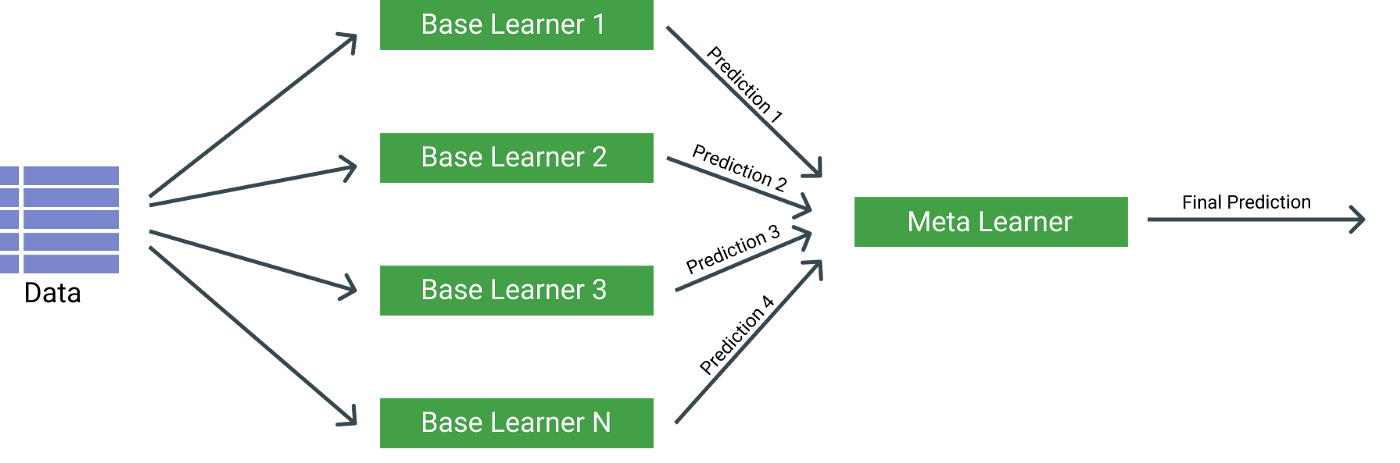 Base Learner 1
Prediction 1
Base Learner 2
Prediction 2
Data
Meta Learner
Final Prediction
Base Learner 3
Prediction 3
Base Learner N
Prediction 4